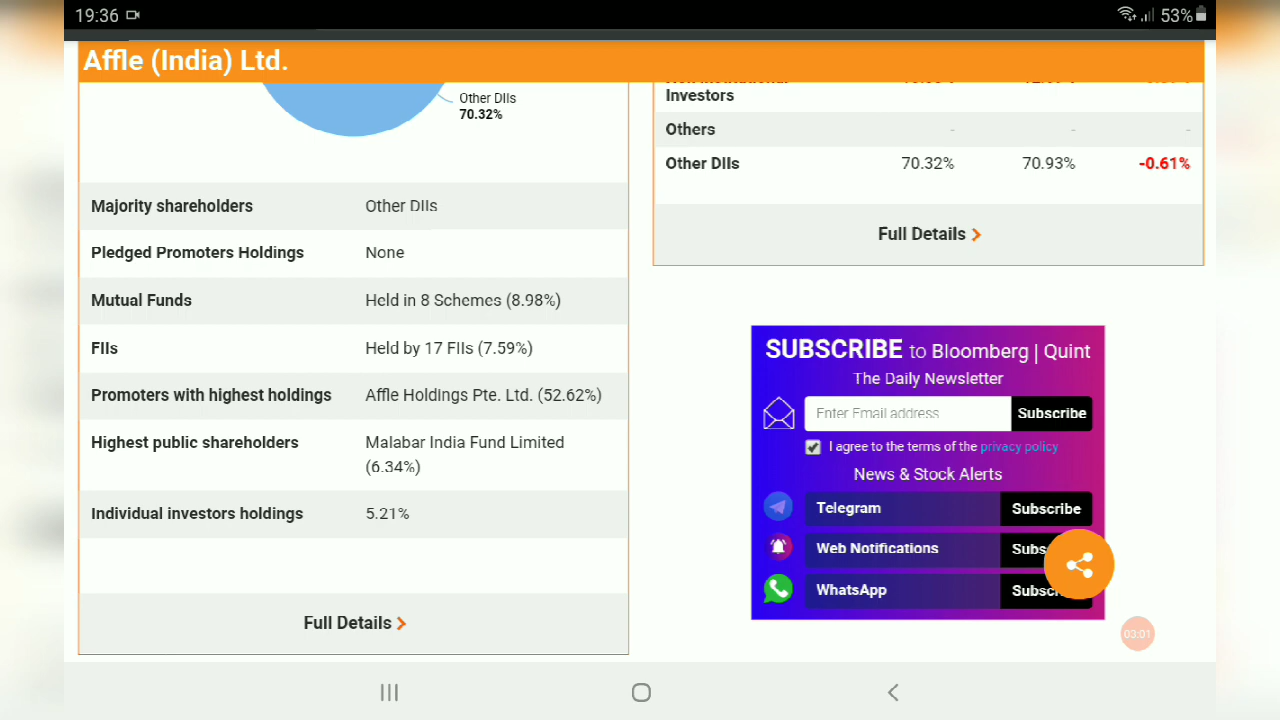 19:36
53%
Affle (India) Ltd.
Other DIIs
70.32%
Majority shareholders Other DIIs
Pledged Promoters Holdings None
Mutual Funds Held in 8 Schemes (8.98%)
FIIs Held by 17 FIIs (7.59%)
Promoters with highest holdings Affle Holdings Pte. Ltd. (52.62%)
Highest public shareholders Malabar India Fund Limited
(6.34%)
Individual investors holdings 5.21%
Full Details
Investors
Others - - -
Other DIIs 70.32% 70.93% -0.61%
Full Details
SUBSCRIBE to Bloomberg | Quint
The Daily Newsletter
Enter Email address Subscribe
I agree to the terms of the privacy policy
News & Stock Alerts
Telegram Subscribe
Web Notifications Subs
WhatsApp Subsc
03:01